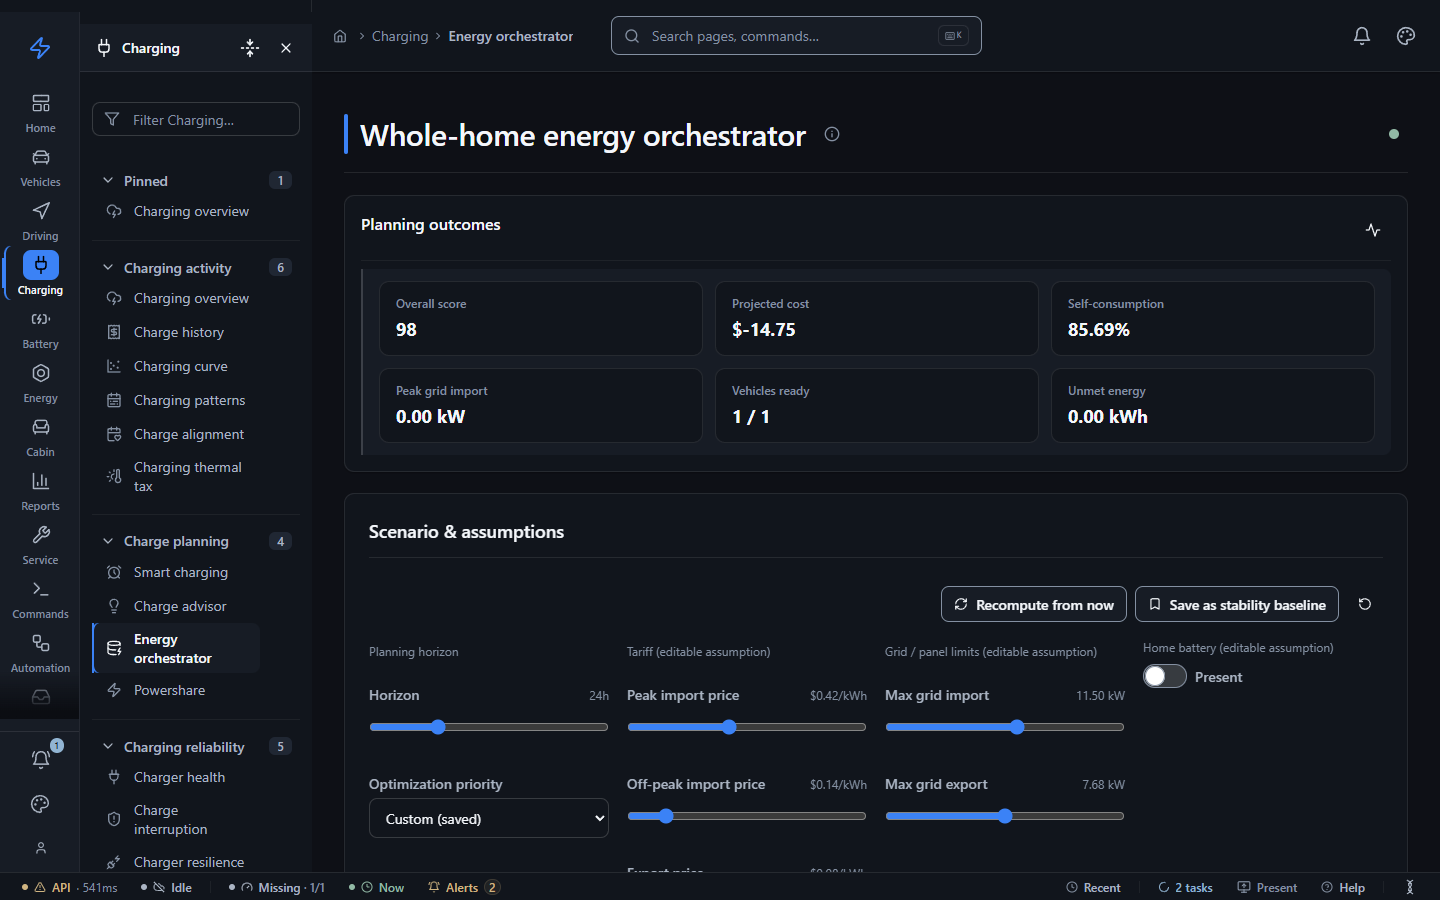 Charging
Charging
Energy orchestrator
Search pages, commands...
K
Home
Vehicles
Driving
Charging
Battery
Energy
Cabin
Reports
Service
Commands
Automation
1
Filter Charging...
Pinned
1
Charging overview
Charging activity
6
Charging overview
Charge history
Charging curve
Charging patterns
Charge alignment
Charging thermal
tax
Charge planning
4
Smart charging
Charge advisor
Energy
orchestrator
Powershare
Charging reliability
5
Charger health
Charge
interruption
Charger resilience
Whole-home energy orchestrator
Planning outcomes
Overall score
98
Projected cost
$-14.75
Self-consumption
85.69%
Peak grid import
0.00 kW
Vehicles ready
1 / 1
Unmet energy
0.00 kWh
Scenario & assumptions
Recompute from now
Save as stability baseline
Planning horizon
Horizon
24h
Optimization priority
Custom (saved)
Tariff (editable assumption)
Peak import price
$0.42/kWh
Off-peak import price
$0.14/kWh
Grid / panel limits (editable assumption)
Max grid import
11.50 kW
Max grid export
7.68 kW
Home battery (editable assumption)
Present
API · 541ms
Idle
Missing · 1/1
Now
Alerts 2
Recent
2 tasks
Present
Help